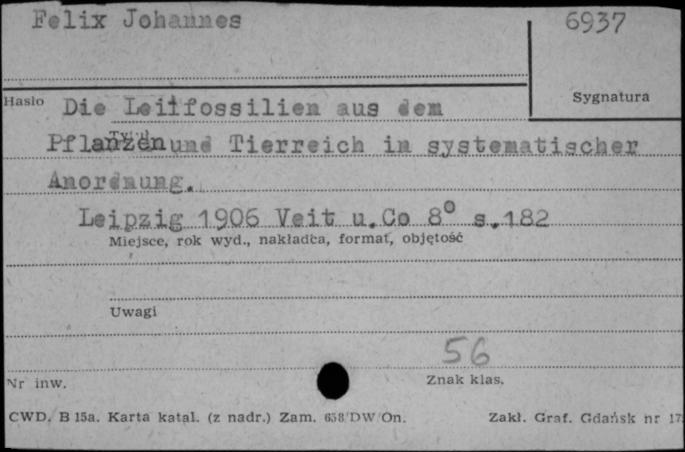 Felix Johannes
6937
Hasło Die Leitfossilien aus dem
Sygnatura
Pflanzen und Tierreich in systematischer
Anordnung.
Leipzig 1906 Veit u.Co 8° s.182
Miejsce, rok wyd., nakładca, format, objętość
Uwagi
56
Nr inw.
Znak klas.
CWD. B 15a. Karta katal. (z nadr.) Zam. 658/DW/On.
Zakł. Graf. Gdańsk nr